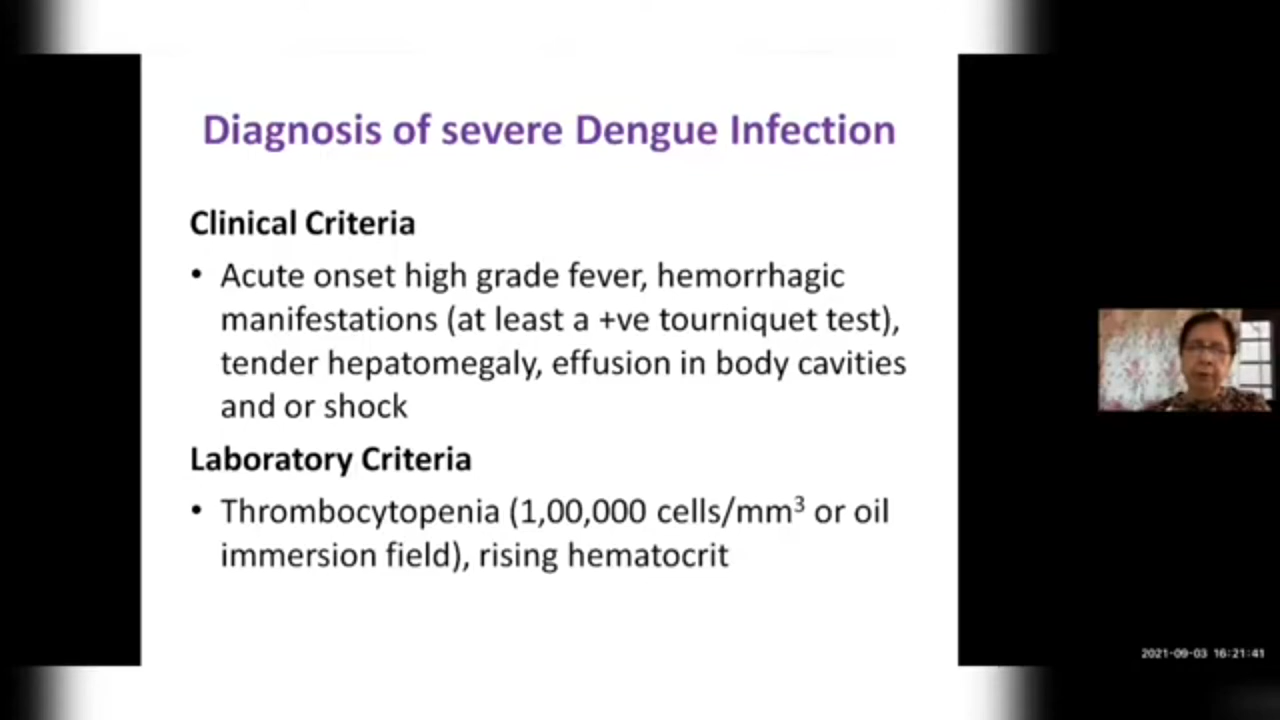 Diagnosis of severe Dengue Infection
Clinical Criteria
• Acute onset high grade fever, hemorrhagic
manifestations (at least a +ve tourniquet test),
tender hepatomegaly, effusion in body cavities
and or shock
Laboratory Criteria
• Thrombocytopenia (1,00,000 cells/mm³ or oil
immersion field), rising hematocrit
2021-09-03 16:21:41